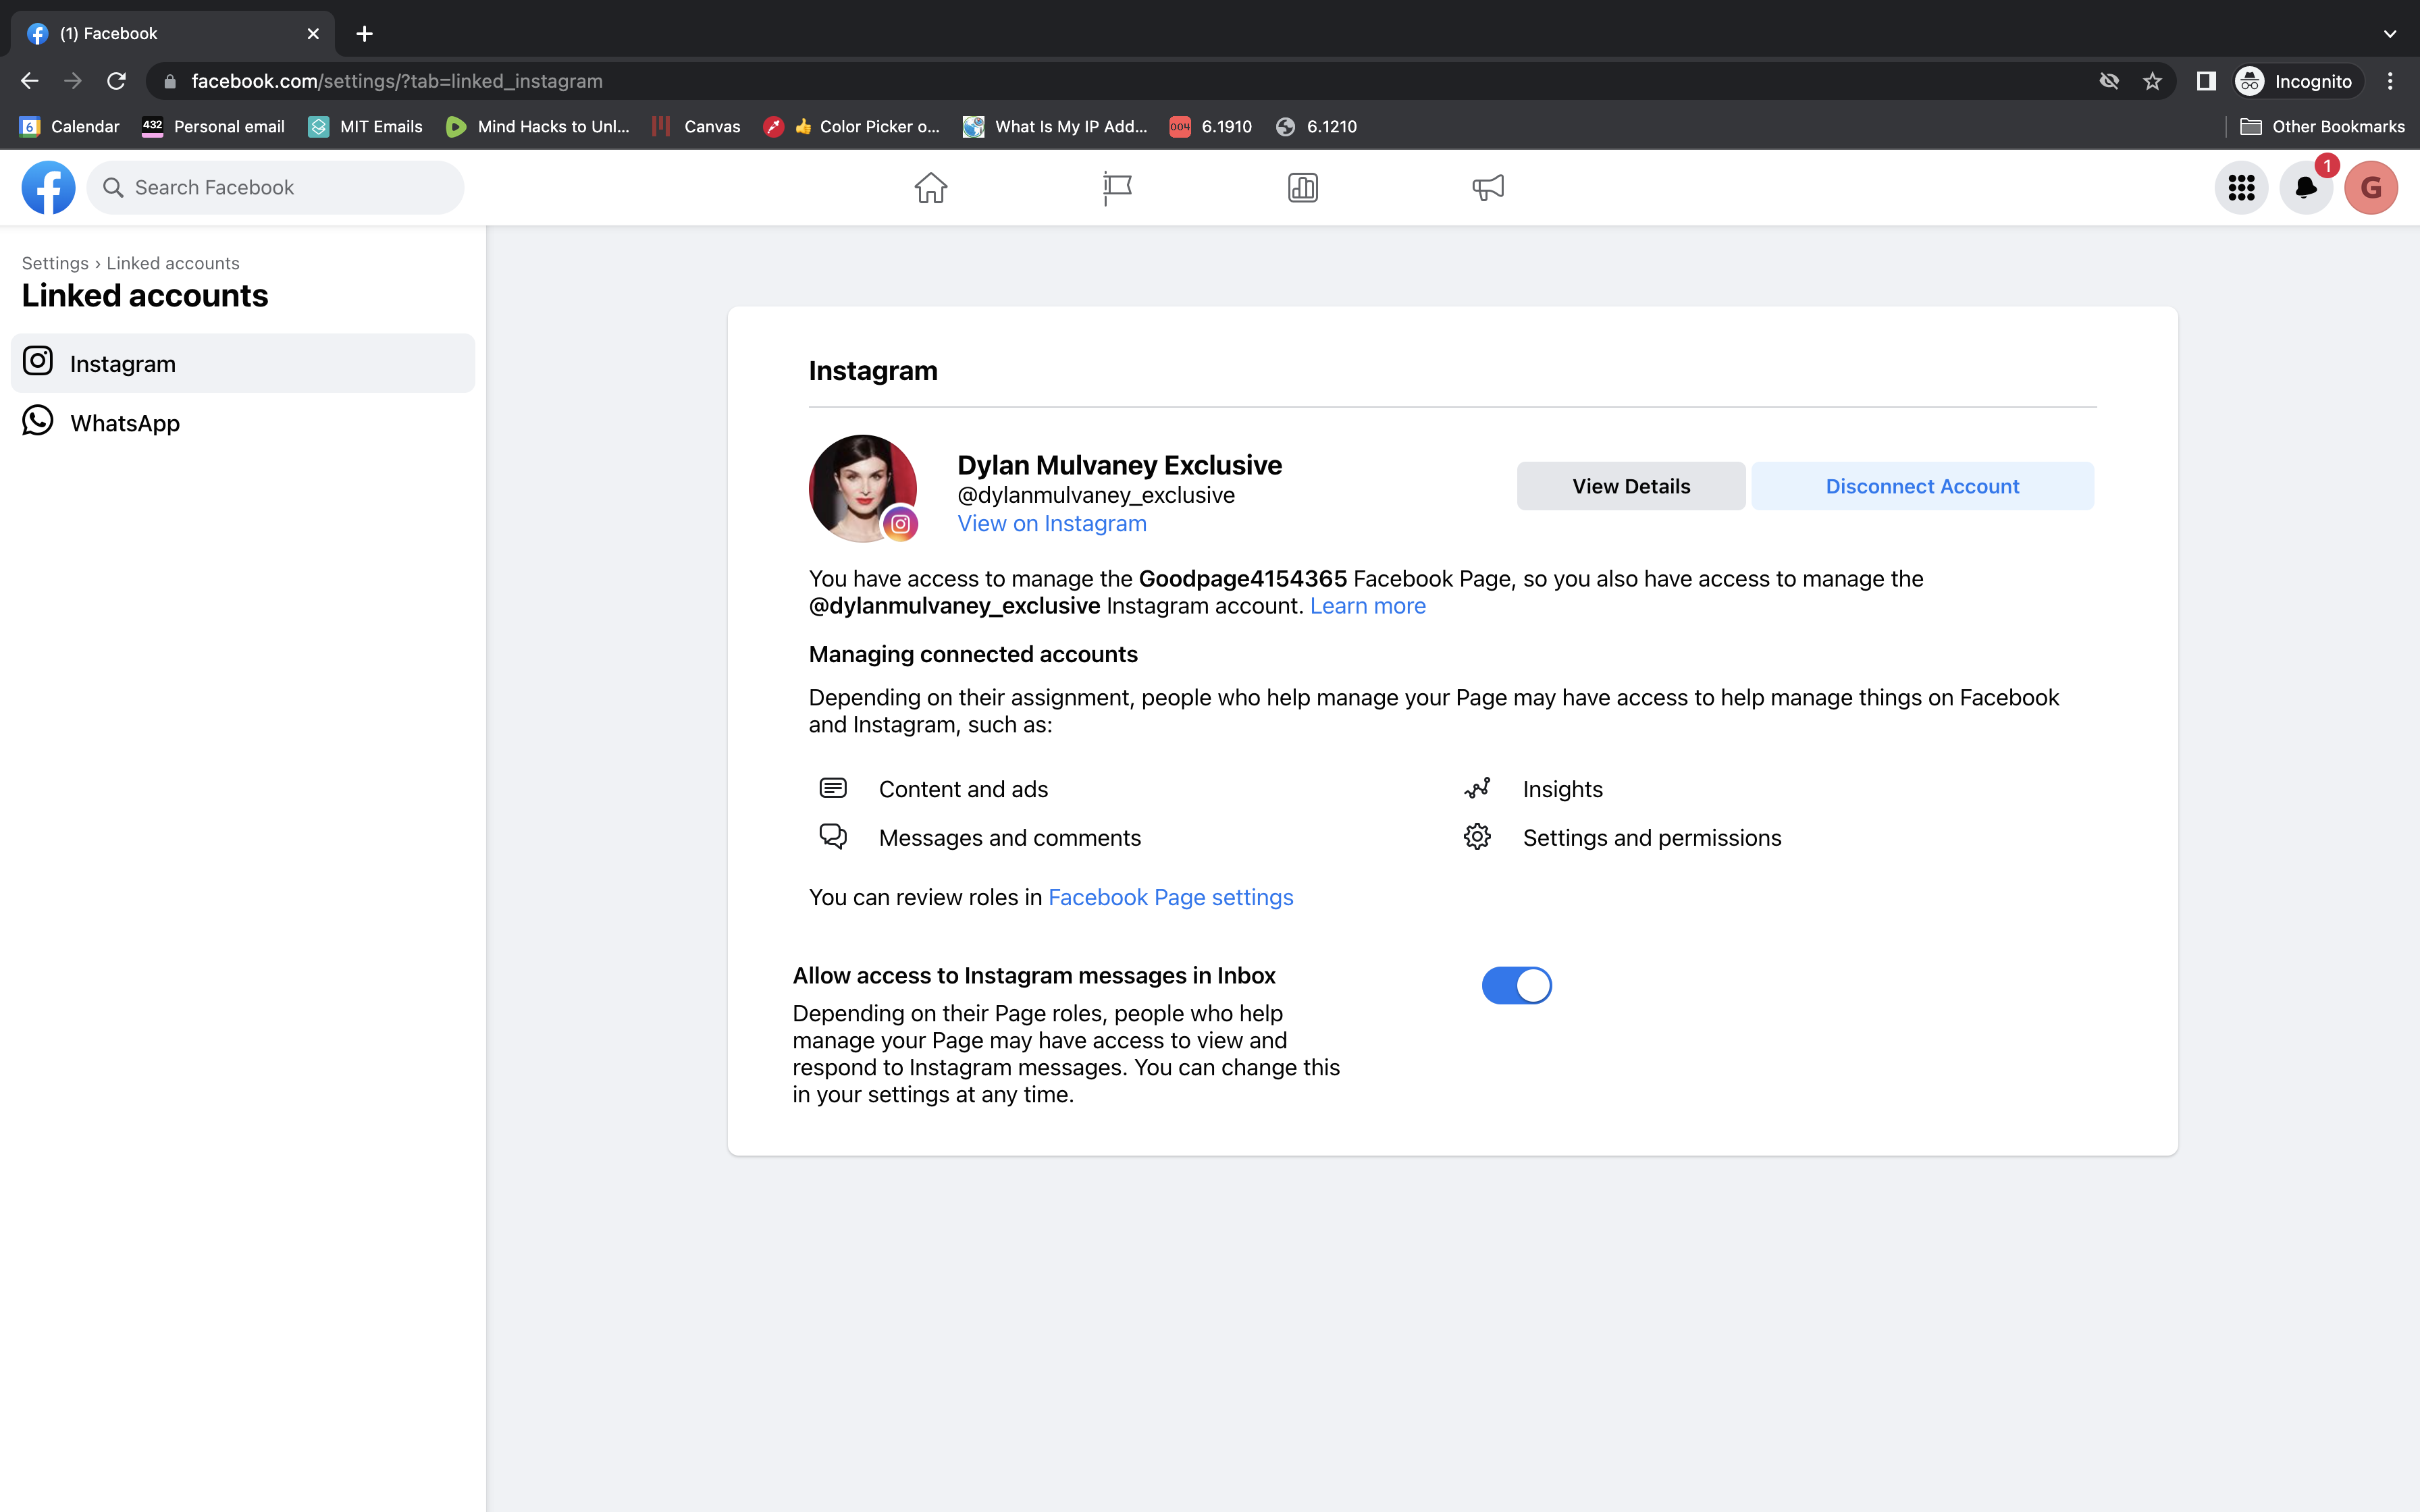 (1) Facebook
facebook.com/settings/?tab=linked_instagram
Incognito
6 Calendar
432 Personal email
MIT Emails
Mind Hacks to Unl...
Canvas
Color Picker o...
What Is My IP Add...
004 6.1910
6.1210
Other Bookmarks
Search Facebook
1
G
Settings › Linked accounts
Linked accounts
Instagram
WhatsApp
Instagram
Dylan Mulvaney Exclusive
@dylanmulvaney_exclusive
View on Instagram
View Details
Disconnect Account
You have access to manage the Goodpage4154365 Facebook Page, so you also have access to manage the
@dylanmulvaney_exclusive Instagram account. Learn more
Managing connected accounts
Depending on their assignment, people who help manage your Page may have access to help manage things on Facebook
and Instagram, such as:
Content and ads
Insights
Messages and comments
Settings and permissions
You can review roles in Facebook Page settings
Allow access to Instagram messages in Inbox
Depending on their Page roles, people who help
manage your Page may have access to view and
respond to Instagram messages. You can change this
in your settings at any time.